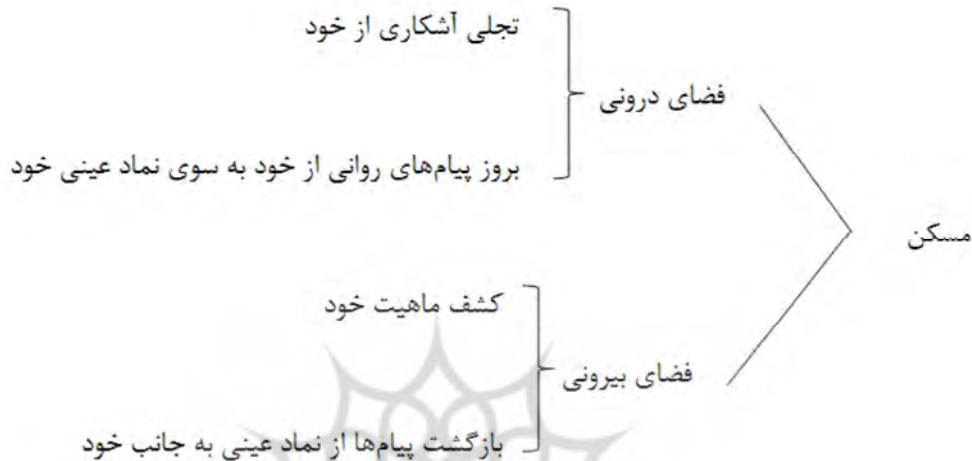 مسکن
فضای درونی
تجلی آشکاری از خود
بروز پیام‌های روانی از خود به سوی نماد عینی خود
فضای بیرونی
کشف ماهیت خود
بازگشت پیام‌ها از نماد عینی به جانب خود